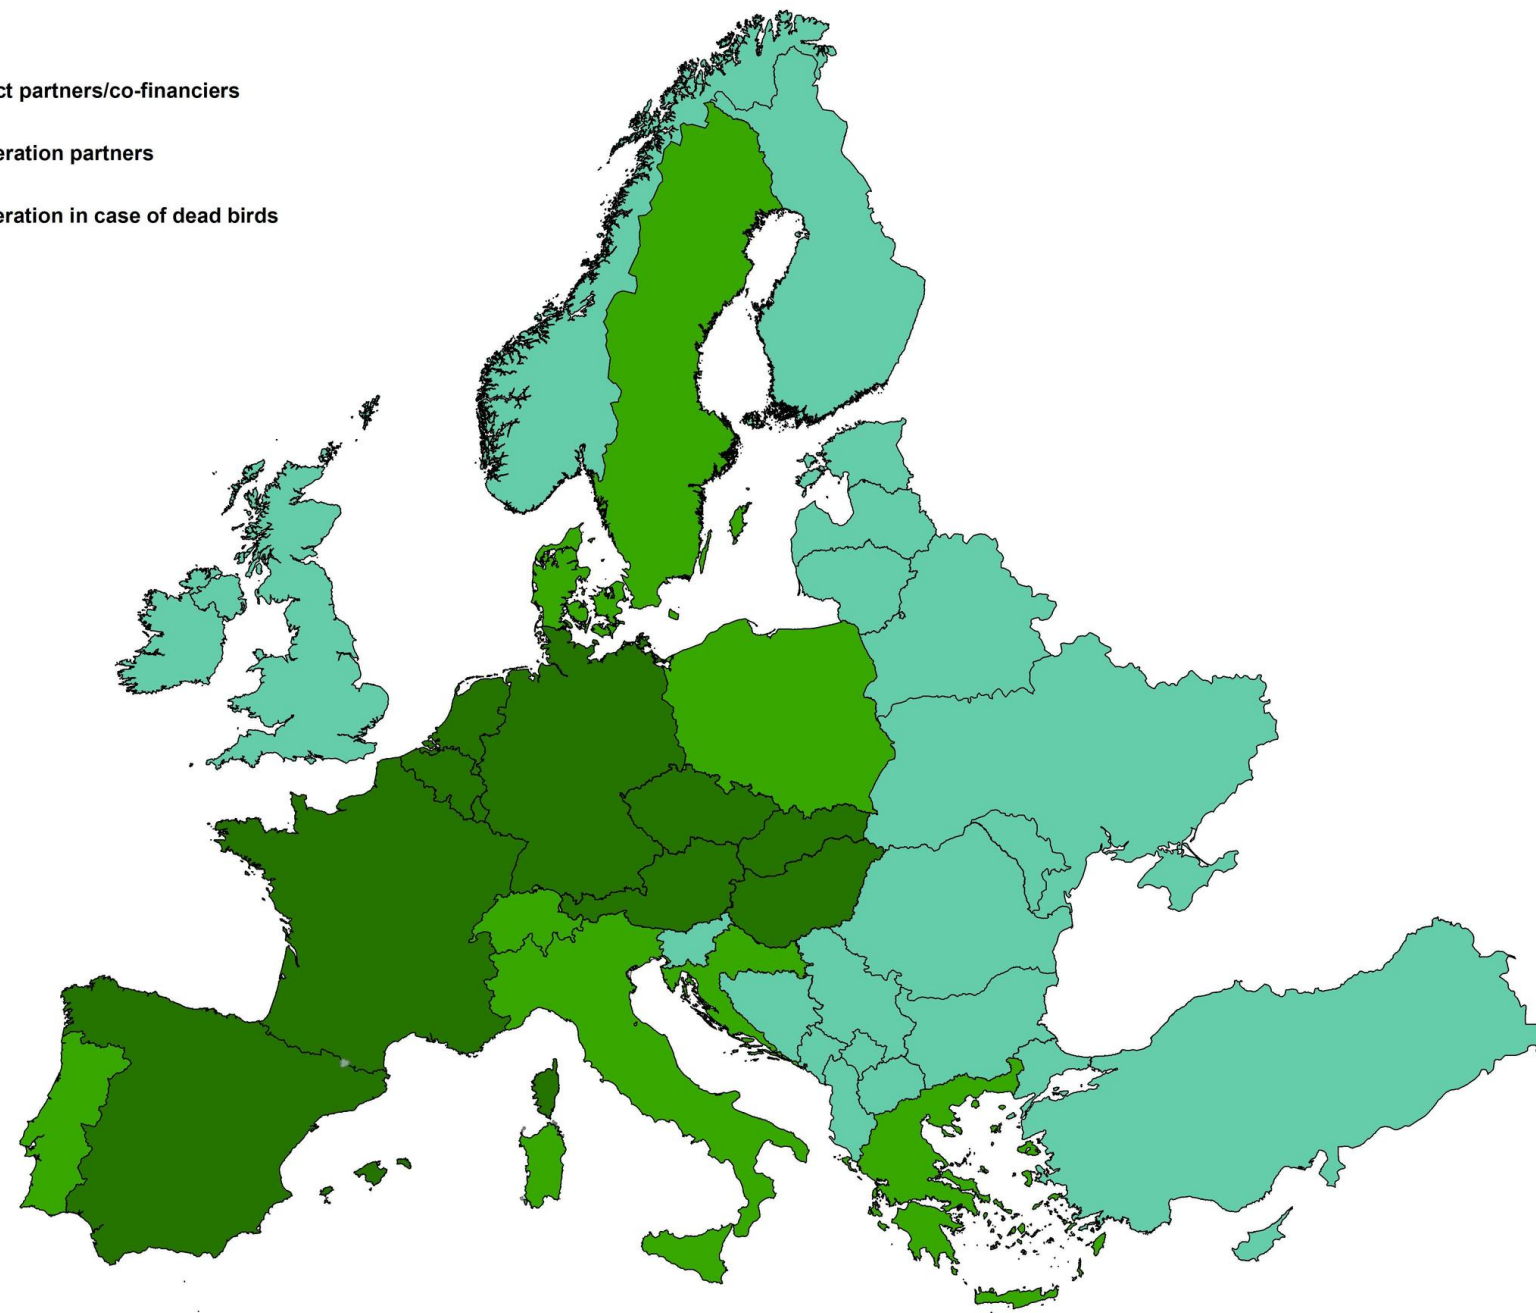 ct partners/co-financiers
eration partners
eration in case of dead birds